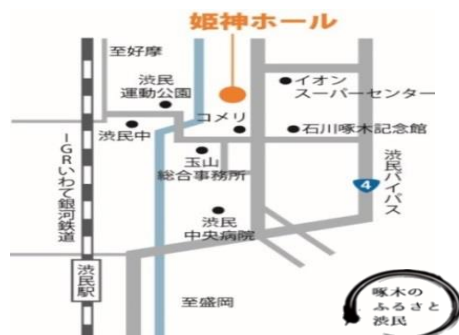 姫神ホール
至好摩
渋民
運動公園
イオン
スーパーセンター
コメリ
渋民中
石川啄木記念館
玉山
総合事務所
IGRいわて銀河鉄道
渋民バイパス
4
渋民
中央病院
渋民駅
至盛岡
啄木の
ふるさと
渋民